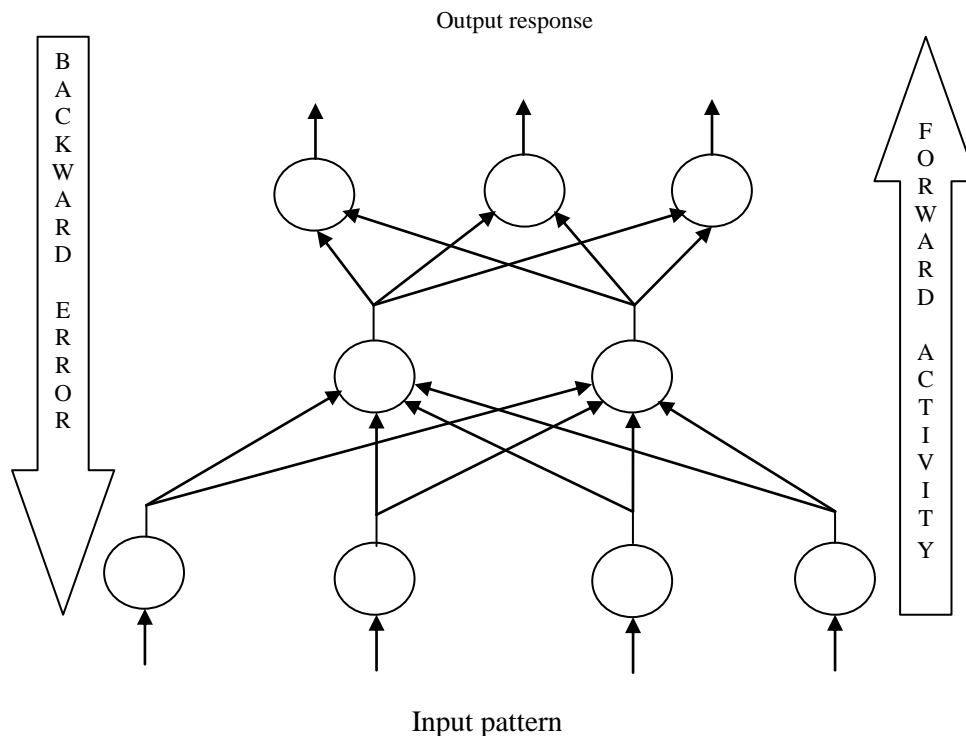 Output response
BACKWARD ERROR
FORWARD ACTIVITY
Input pattern